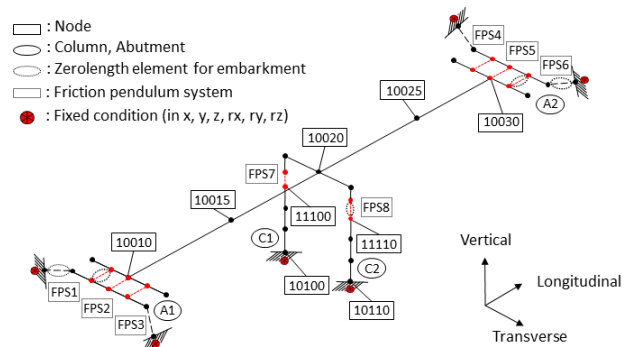 : Node
: Column, Abutment
: Zerolength element for embarkment
: Friction pendulum system
: Fixed condition (in x, y, z, rx, ry, rz)
FPS4
FPS5
FPS6
A2
10025
10030
10020
FPS7
10015
11100
FPS8
10010
C1
11110
C2
FPS1
FPS2
A1
FPS3
10100
10110
Vertical
Longitudinal
Transverse